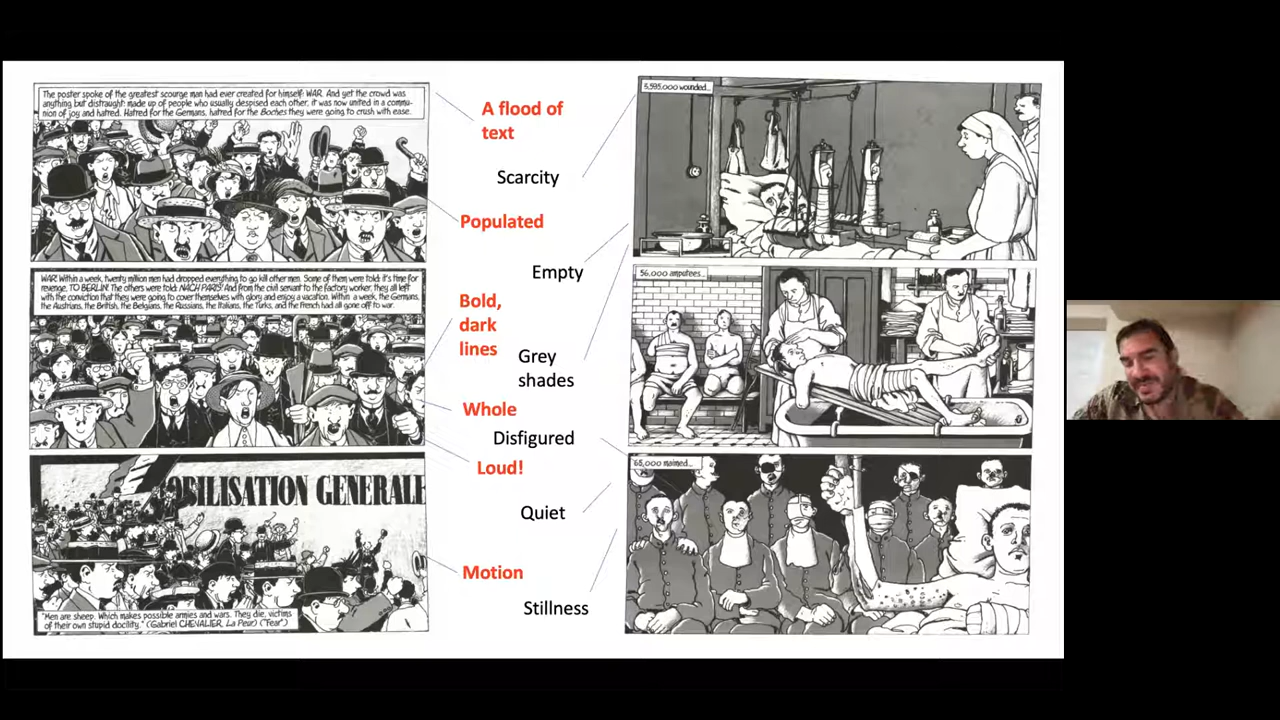 The poster spoke of the greatest scourge man had ever created for himself: WAR. And yet the crowd was
anything but distraught: made up of people who usually despised each other, it was now united in a commu-
nion of joy and hatred. Hatred for the Germans, hatred for the Boches they were going to crush with ease.
WAR! Within a week, twenty million men had dropped everything to go kill other men. Some of them were told: it's time for
revenge, TO BERLIN! The others were told: NACH PARIS! And from the civil servant to the factory worker, they all left
with the conviction that they were going to cover themselves with glory and enjoy a vacation. Within a week, the Germans,
the Austrians, the British, the Belgians, the Russians, the Italians, the Turks, and the French had all gone off to war.
OBILISATION GENERALE
"Men are sheep. Which makes possible armies and wars. They die, victims
of their own stupid docility." (Gabriel CHEVALIER, La Peur) ("Fear")
A flood of
text
Scarcity
Populated
Empty
Bold,
dark
lines
Grey
shades
Whole
Disfigured
Loud!
Quiet
Motion
Stillness
5,595,000 wounded...
56,000 amputees...
65,000 maimed...